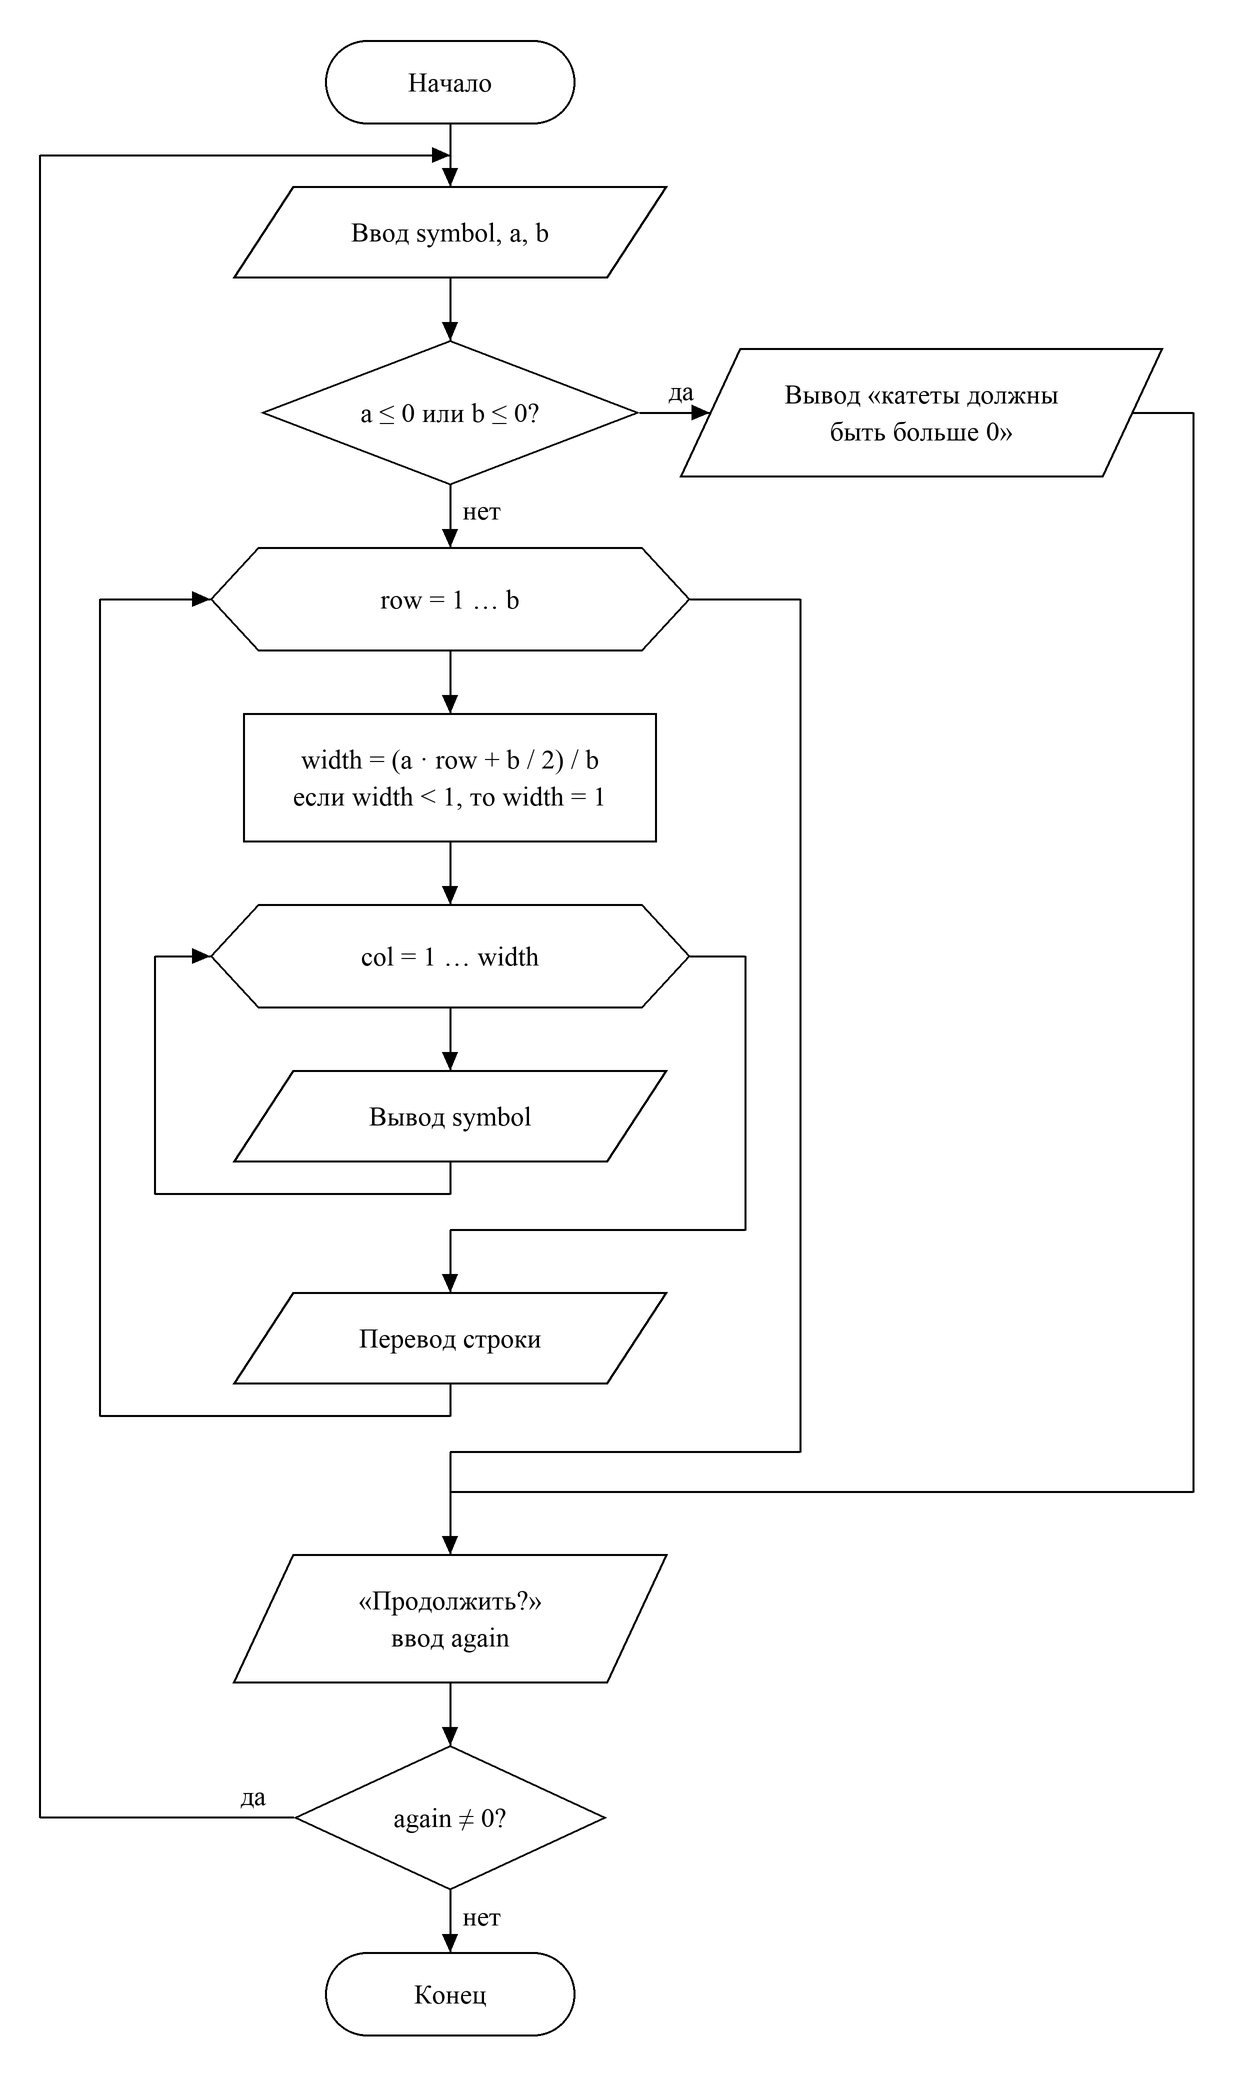 Начало
Ввод symbol, a, b
a ≤ 0 или b ≤ 0?
да
Вывод «катеты должны
быть больше 0»
нет
row = 1 … b
width = (a · row + b / 2) / b
если width < 1, то width = 1
col = 1 … width
Вывод symbol
Перевод строки
«Продолжить?»
ввод again
да
again ≠ 0?
нет
Конец